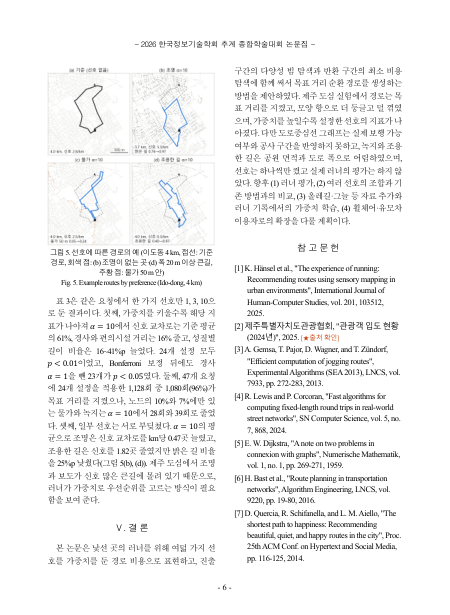 – 2026 한국정보기술학회 추계 종합학술대회 논문집 –
(a) 기준 (선호 없음)
(b) 조명 α=10
(c) 물가 α=10
(d) 조용한 길 α=10
그림 5. 선호에 따른 경로의 예 (이도동 4 km, 점선: 기준
경로, 회색 점: (b) 조명이 없는 곳·(d) 폭 20 m 이상 큰길,
주황 점: 물가 50 m 안)
Fig. 5. Example routes by preference (Ido-dong, 4 km)
표 3은 같은 요청에서 한 가지 선호만 1, 3, 10으
로 둔 결과이다. 첫째, 가중치를 키울수록 해당 지
표가 나아져 α = 10에서 신호 교차로는 기준 평균
의 61%, 경사와 편의시설 거리는 16% 줄고, 성질별
길이 비율은 16–41%p 늘었다. 24개 설정 모두
p < 0.01이었고, Bonferroni 보정 뒤에도 경사
α = 1을 뺀 23개가 p < 0.05였다. 둘째, 47개 요청
에 24개 설정을 적용한 1,128회 중 1,080회(96%)가
목표 거리를 지켰으나, 노드의 10%와 7%에만 있
는 물가와 녹지는 α = 10에서 28회와 39회로 줄었
다. 셋째, 일부 선호는 서로 부딪혔다. α = 10의 평
균으로 조명은 신호 교차로를 km당 0.47곳 늘렸고,
조용한 길은 신호를 1.82곳 줄였지만 밝은 길 비율
을 25%p 낮췄다(그림 5(b), (d)). 제주 도심에서 조명
과 보도가 신호 많은 큰길에 몰려 있기 때문으로,
러너가 가중치로 우선순위를 고르는 방식이 필요
함을 보여 준다.
Ⅴ. 결 론
본 논문은 낯선 곳의 러너를 위해 여덟 가지 선
호를 가중치를 둔 경로 비용으로 표현하고, 진출
구간의 다양성 빔 탐색과 반환 구간의 최소 비용
탐색에 함께 써서 목표 거리 순환 경로를 생성하는
방법을 제안하였다. 제주 도심 실험에서 경로는 목
표 거리를 지켰고, 모양 항으로 더 둥글고 덜 겹쳤
으며, 가중치를 높일수록 설정한 선호의 지표가 나
아졌다. 다만 도로중심선 그래프는 실제 보행 가능
여부와 공사 구간을 반영하지 못하고, 녹지와 조용
한 길은 공원 면적과 도로 폭으로 어림하였으며,
선호는 하나씩만 켰고 실제 러너의 평가는 하지 않
았다. 향후 (1) 러너 평가, (2) 여러 선호의 조합과 기
존 방법과의 비교, (3) 올레길·그늘 등 자료 추가와
러너 기록에서의 가중치 학습, (4) 휠체어·유모차
이용자로의 확장을 다룰 계획이다.
참 고 문 헌
[1] K. Hänsel et al., "The experience of running:
Recommending routes using sensory mapping in
urban environments", International Journal of
Human-Computer Studies, vol. 201, 103512,
2025.
[2] 제주특별자치도관광협회, "관광객 입도 현황
(2024년)", 2025. [★출처 확인]
[3] A. Gemsa, T. Pajor, D. Wagner, and T. Zündorf,
"Efficient computation of jogging routes",
Experimental Algorithms (SEA 2013), LNCS, vol.
7933, pp. 272-283, 2013.
[4] R. Lewis and P. Corcoran, "Fast algorithms for
computing fixed-length round trips in real-world
street networks", SN Computer Science, vol. 5, no.
7, 868, 2024.
[5] E. W. Dijkstra, "A note on two problems in
connexion with graphs", Numerische Mathematik,
vol. 1, no. 1, pp. 269-271, 1959.
[6] H. Bast et al., "Route planning in transportation
networks", Algorithm Engineering, LNCS, vol.
9220, pp. 19-80, 2016.
[7] D. Quercia, R. Schifanella, and L. M. Aiello, "The
shortest path to happiness: Recommending
beautiful, quiet, and happy routes in the city", Proc.
25th ACM Conf. on Hypertext and Social Media,
pp. 116-125, 2014.
- 6 -